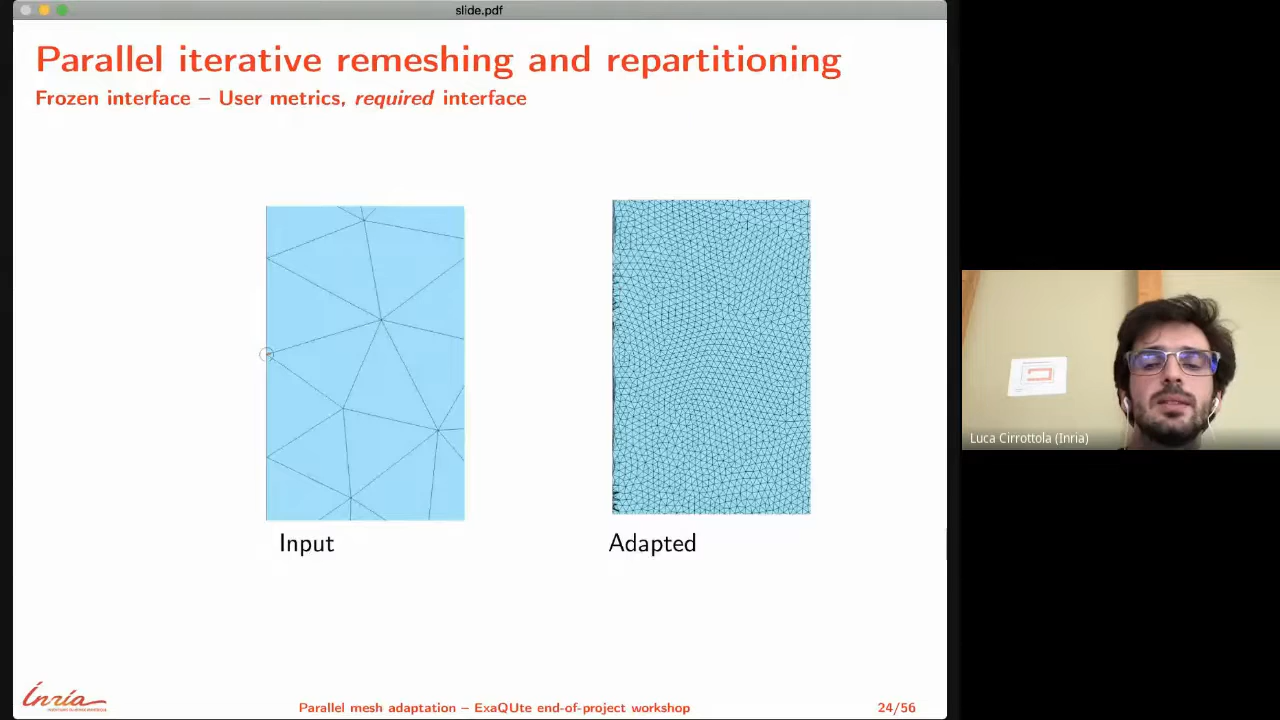 slide.pdf
Parallel iterative remeshing and repartitioning
Frozen interface – User metrics, required interface
Input
Adapted
Luca Cirrottola (Inria)
Inria
Parallel mesh adaptation – ExaQUte end-of-project workshop
24/56